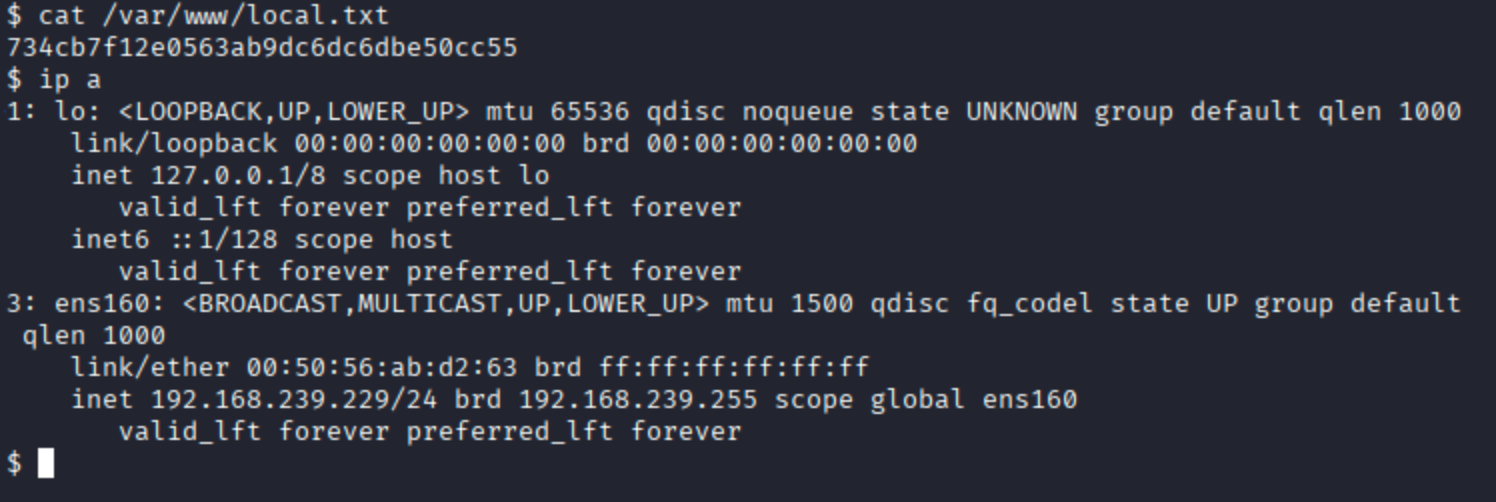 $ cat /var/www/local.txt
734cb7f12e0563ab9dc6dc6dbe50cc55
$ ip a
1: lo: <LOOPBACK,UP,LOWER_UP> mtu 65536 qdisc noqueue state UNKNOWN group default qlen 1000
    link/loopback 00:00:00:00:00:00 brd 00:00:00:00:00:00
    inet 127.0.0.1/8 scope host lo
       valid_lft forever preferred_lft forever
    inet6 ::1/128 scope host
       valid_lft forever preferred_lft forever
3: ens160: <BROADCAST,MULTICAST,UP,LOWER_UP> mtu 1500 qdisc fq_codel state UP group default
 qlen 1000
    link/ether 00:50:56:ab:d2:63 brd ff:ff:ff:ff:ff:ff
    inet 192.168.239.229/24 brd 192.168.239.255 scope global ens160
       valid_lft forever preferred_lft forever
$